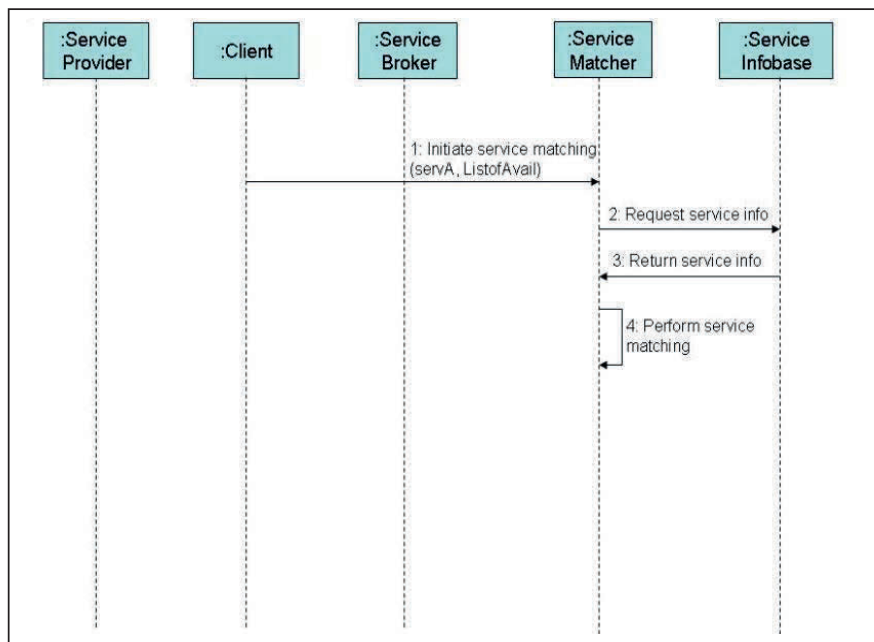 :Service
Provider
:Client
:Service
Broker
:Service
Matcher
:Service
Infobase
1: Initiate service matching
(servA, ListofAvail)
2: Request service info
3: Return service info
4: Perform service
matching